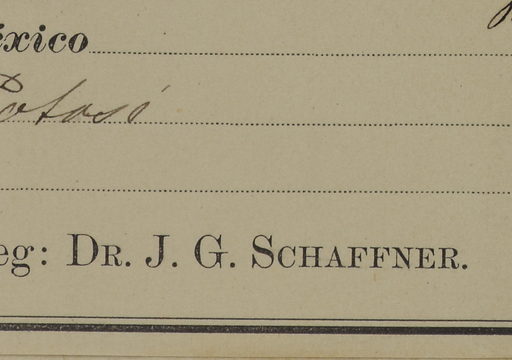 éxico
Potosí
eg: DR. J. G. SCHAFFNER.